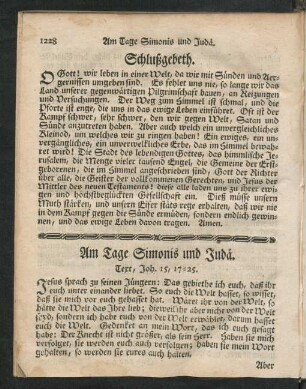 1228 Am Tage Simonis und Judä.
Schlußgebeth.
O Gott! wir leben in einer Welt, da wir mit Sünden und Aer-
gernissen umgeben sind. Es fehlet uns nie, so lange wir das
Land unserer gegenwärtigen Pilgrimschaft bauen, an Reizungen
und Versuchungen. Der Weg zum Himmel ist schmal, und die
Pforte ist enge, die uns in das ewige Leben einführet. Oft ist der
Kampf schwer, sehr schwer, den wir gegen Welt, Satan und
Sünde anzutreten haben. Aber auch welch ein unvergleichliches
Kleinod, um welches wir zu ringen haben! Ein ewiges, ein un-
vergängliches, ein unverwelkliches Erbe, das im Himmel bewah-
ret wird! Die Stadt des lebendigen Gottes, das himmlische Je-
rusalem, die Menge vieler tausend Engel, die Gemeine der Erst-
gebornen, die im Himmel angeschrieben sind, Gott der Richter
über alle, die Geister der vollkommenen Gerechten, und Jesus der
Mittler des neuen Testaments! diese alle laden uns zu ihrer ewi-
gen und höchstseligsten Gesellschaft ein. Dieß müsse unsern
Muth stärken, und unsern Eifer stets rege erhalten, daß wir nie
in dem Kampf gegen die Sünde ermüden, sondern endlich gewin-
nen, und das ewige Leben davon tragen. Amen.
Am Tage Simonis und Judä.
Text, Joh. 15, 17-25.
Jesus sprach zu seinen Jüngern: Das gebiethe ich euch, daß ihr
euch unter einander liebet. So euch die Welt hasset, so wisset,
daß sie mich vor euch gehasset hat. Wäret ihr von der Welt, so
hätte die Welt das Ihre lieb; dieweil ihr aber nicht von der Welt
seyd, sondern ich habe euch von der Welt erwählet, darum hasset
euch die Welt. Gedenket an mein Wort, das ich euch gesagt
habe: Der Knecht ist nicht größer, als sein Herr. Haben sie mich
verfolget, sie werden euch auch verfolgen; haben sie mein Wort
gehalten, so werden sie eures auch halten.
Aber